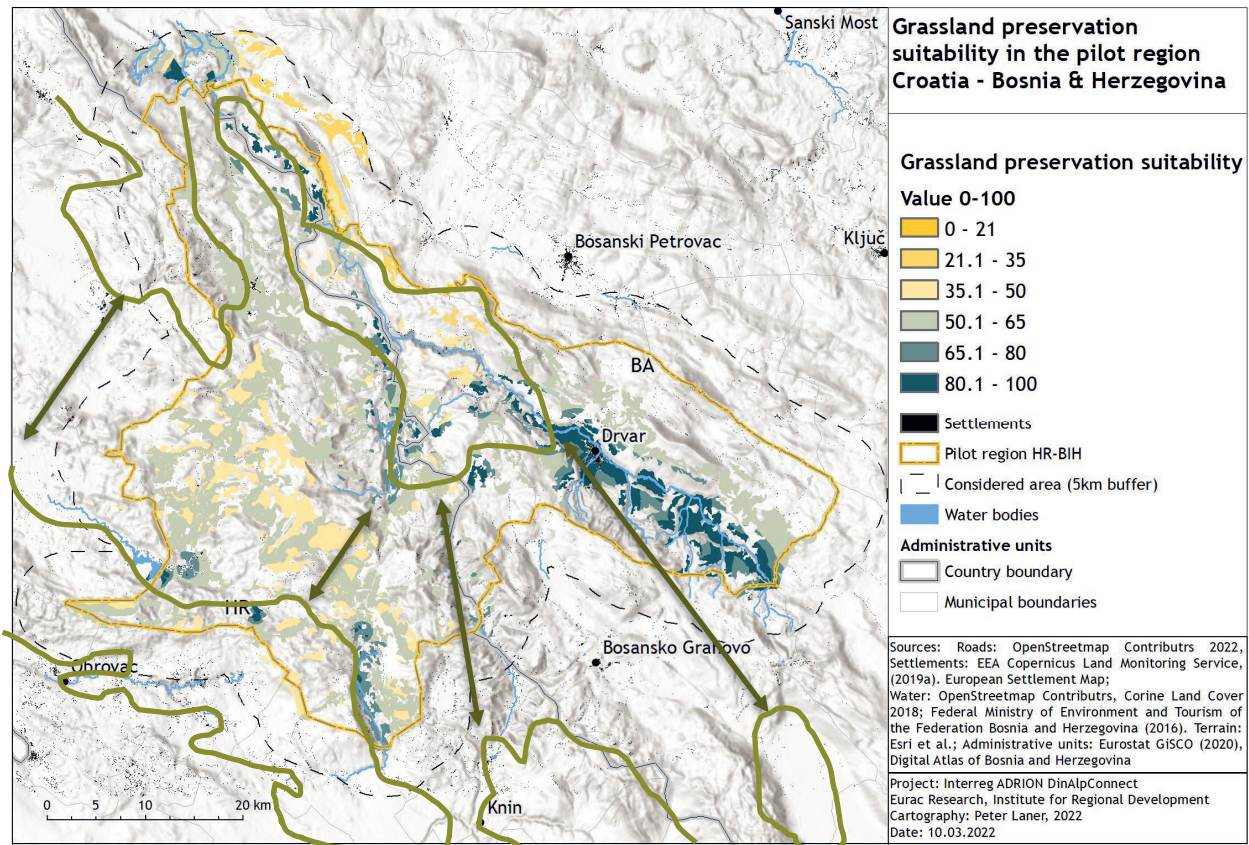 Sanski Most
Bosanski Petrovac
Ključ
BA
Drvar
HR
Obrovac
Bosansko Grahovo
Knin
0 5 10 20 km
Grassland preservation
suitability in the pilot region
Croatia - Bosnia & Herzegovina
Grassland preservation suitability
Value 0-100
0 - 21
21.1 - 35
35.1 - 50
50.1 - 65
65.1 - 80
80.1 - 100
Settlements
Pilot region HR-BIH
Considered area (5km buffer)
Water bodies
Administrative units
Country boundary
Municipal boundaries
Sources: Roads: OpenStreetmap Contributrs 2022,
Settlements: EEA Copernicus Land Monitoring Service,
(2019a). European Settlement Map;
Water: OpenStreetmap Contributrs, Corine Land Cover
2018; Federal Ministry of Environment and Tourism of
the Federation Bosnia and Herzegovina (2016). Terrain:
Esri et al.; Administrative units: Eurostat GiSCO (2020),
Digital Atlas of Bosnia and Herzegovina
Project: Interreg ADRION DinAlpConnect
Eurac Research, Institute for Regional Development
Cartography: Peter Laner, 2022
Date: 10.03.2022